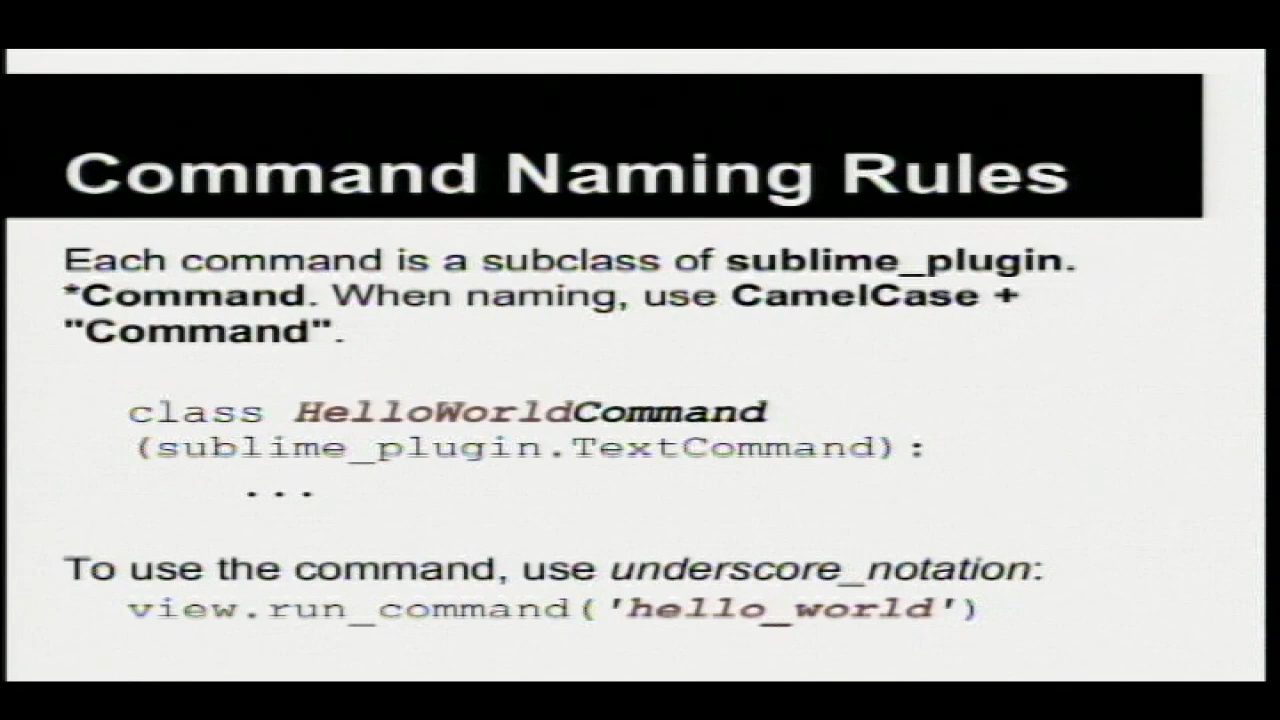 Command Naming Rules
Each command is a subclass of sublime_plugin.
*Command. When naming, use CamelCase +
"Command".
class HelloWorldCommand
(sublime_plugin.TextCommand):
...
To use the command, use underscore_notation:
view.run_command('hello_world')